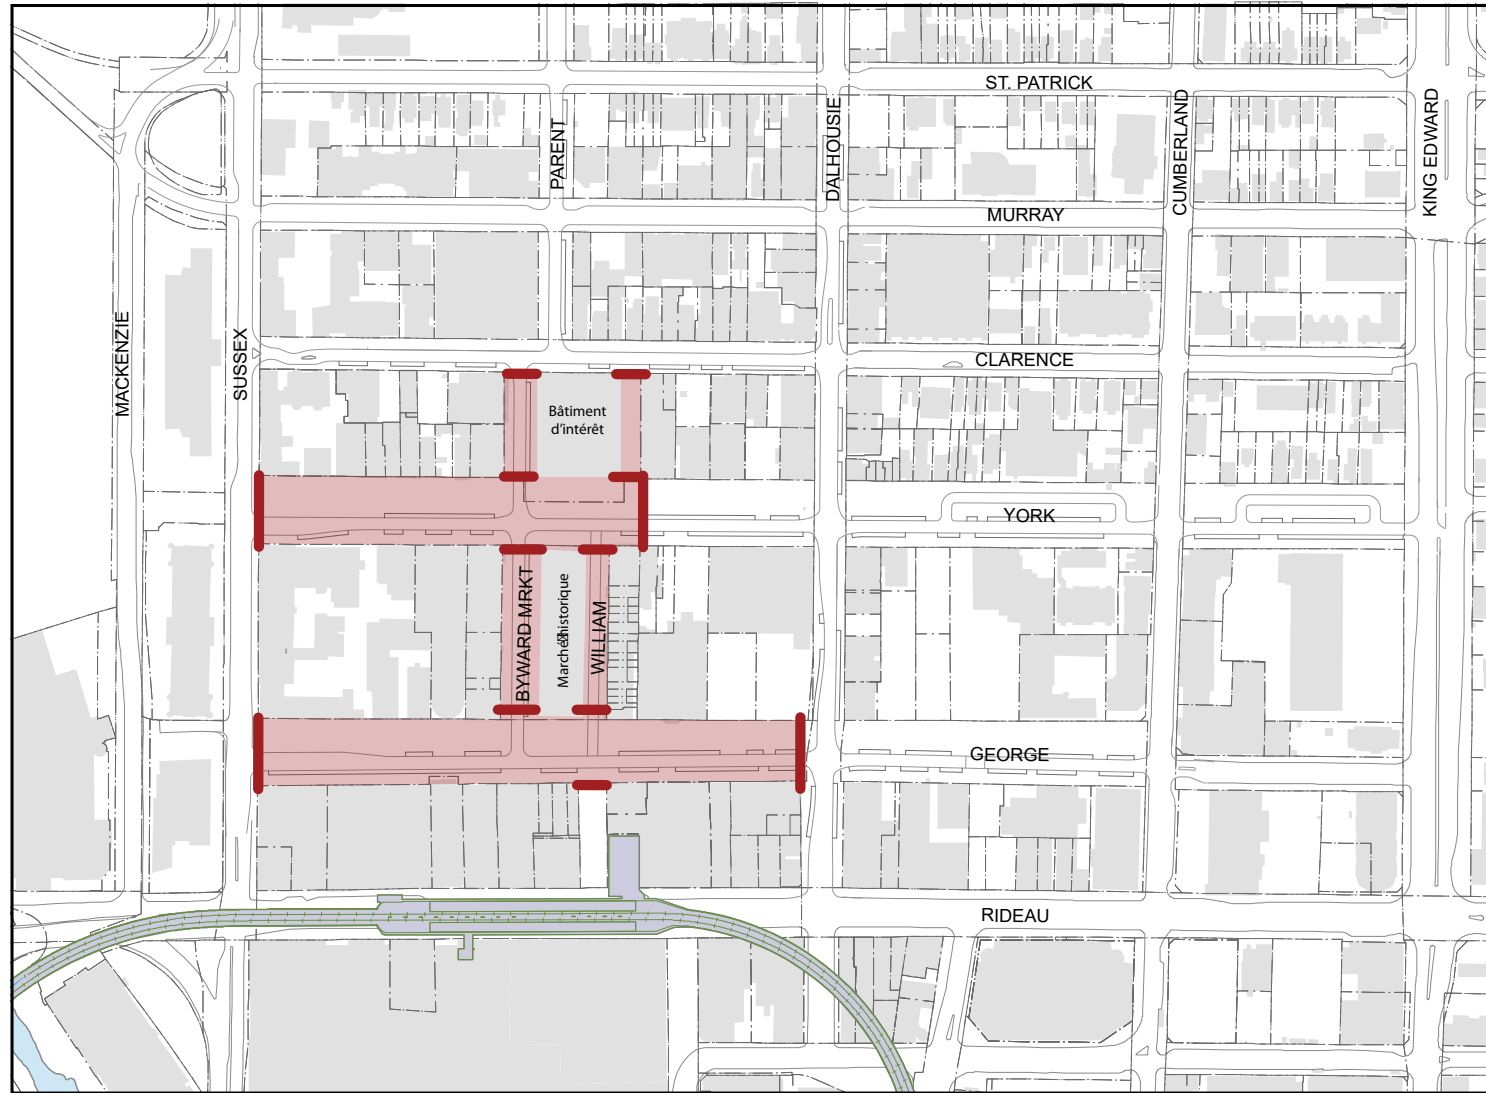 ST. PATRICK
PARENT
DALHOUSIE
CUMBERLAND
KING EDWARD
MURRAY
MACKENZIE
SUSSEX
CLARENCE
Bâtiment
d'intérêt
YORK
BYWARD MRKT
historique
WILLIAM
GEORGE
RIDEAU